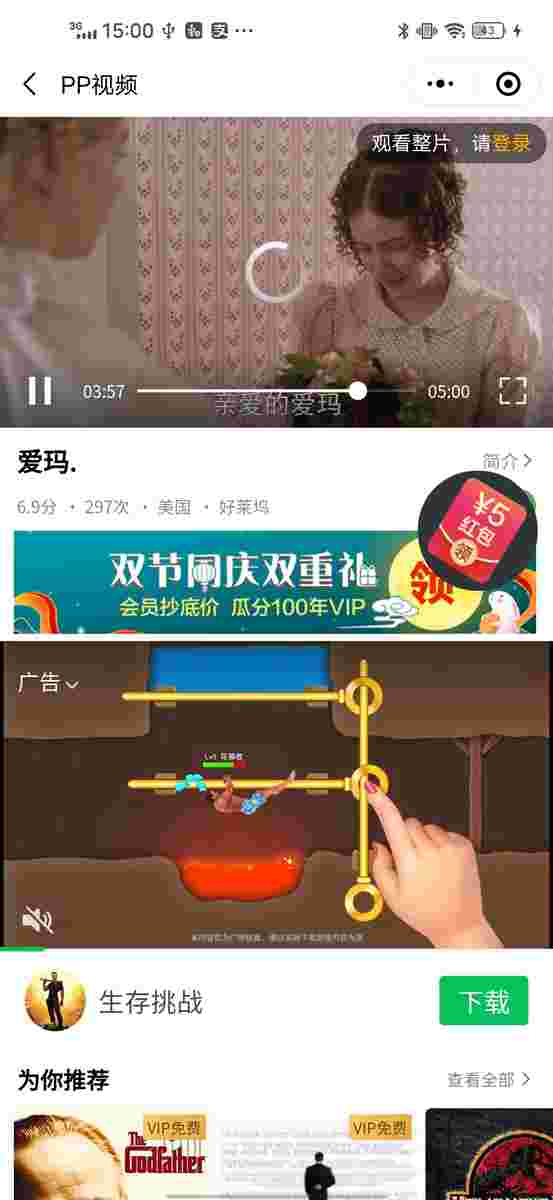 3G 15:00
43
PP视频
观看整片，请登录
03:57
05:00
亲爱的爱玛
爱玛.
简介
6.9分 · 297次 · 美国 · 好莱坞
¥5
红包
领
双节同庆双重礼
会员抄底价 瓜分100年VIP
领
广告
生存挑战
下载
为你推荐
查看全部
VIP免费
VIP免费
The
Godfather